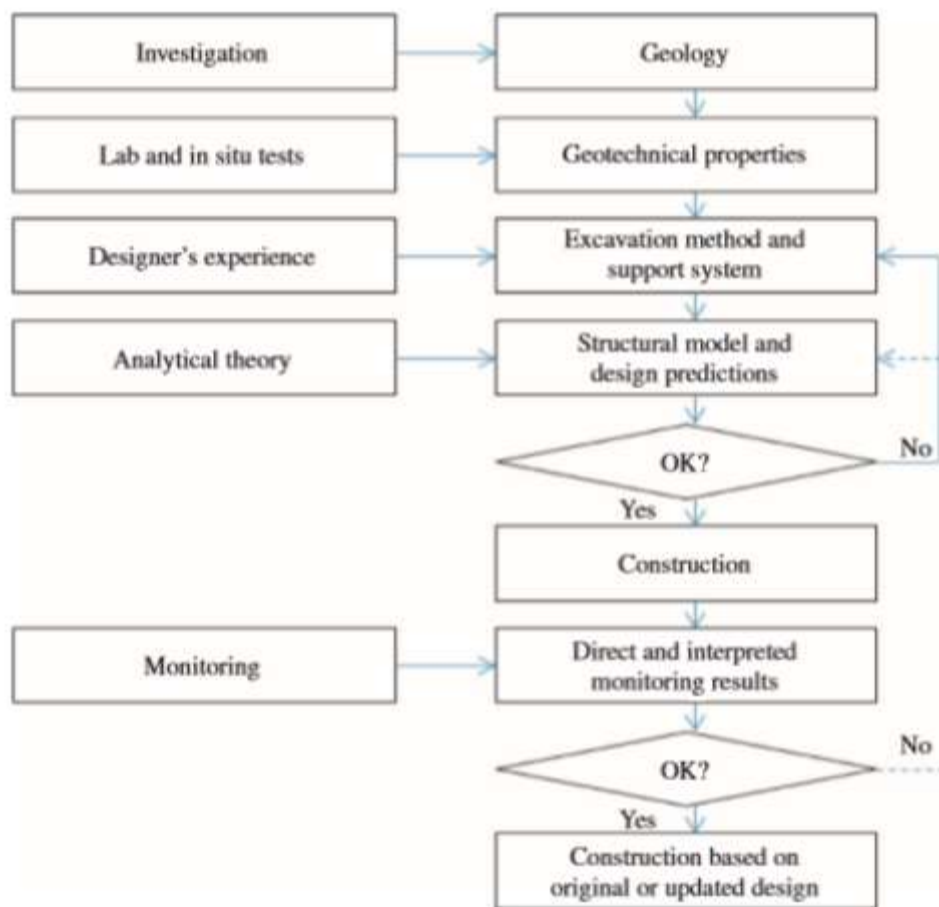 Investigation
Geology
Lab and in situ tests
Geotechnical properties
Designer's experience
Excavation method and
support system
Analytical theory
Structural model and
design predictions
OK?
No
Yes
Construction
Monitoring
Direct and interpreted
monitoring results
OK?
No
Yes
Construction based on
original or updated design